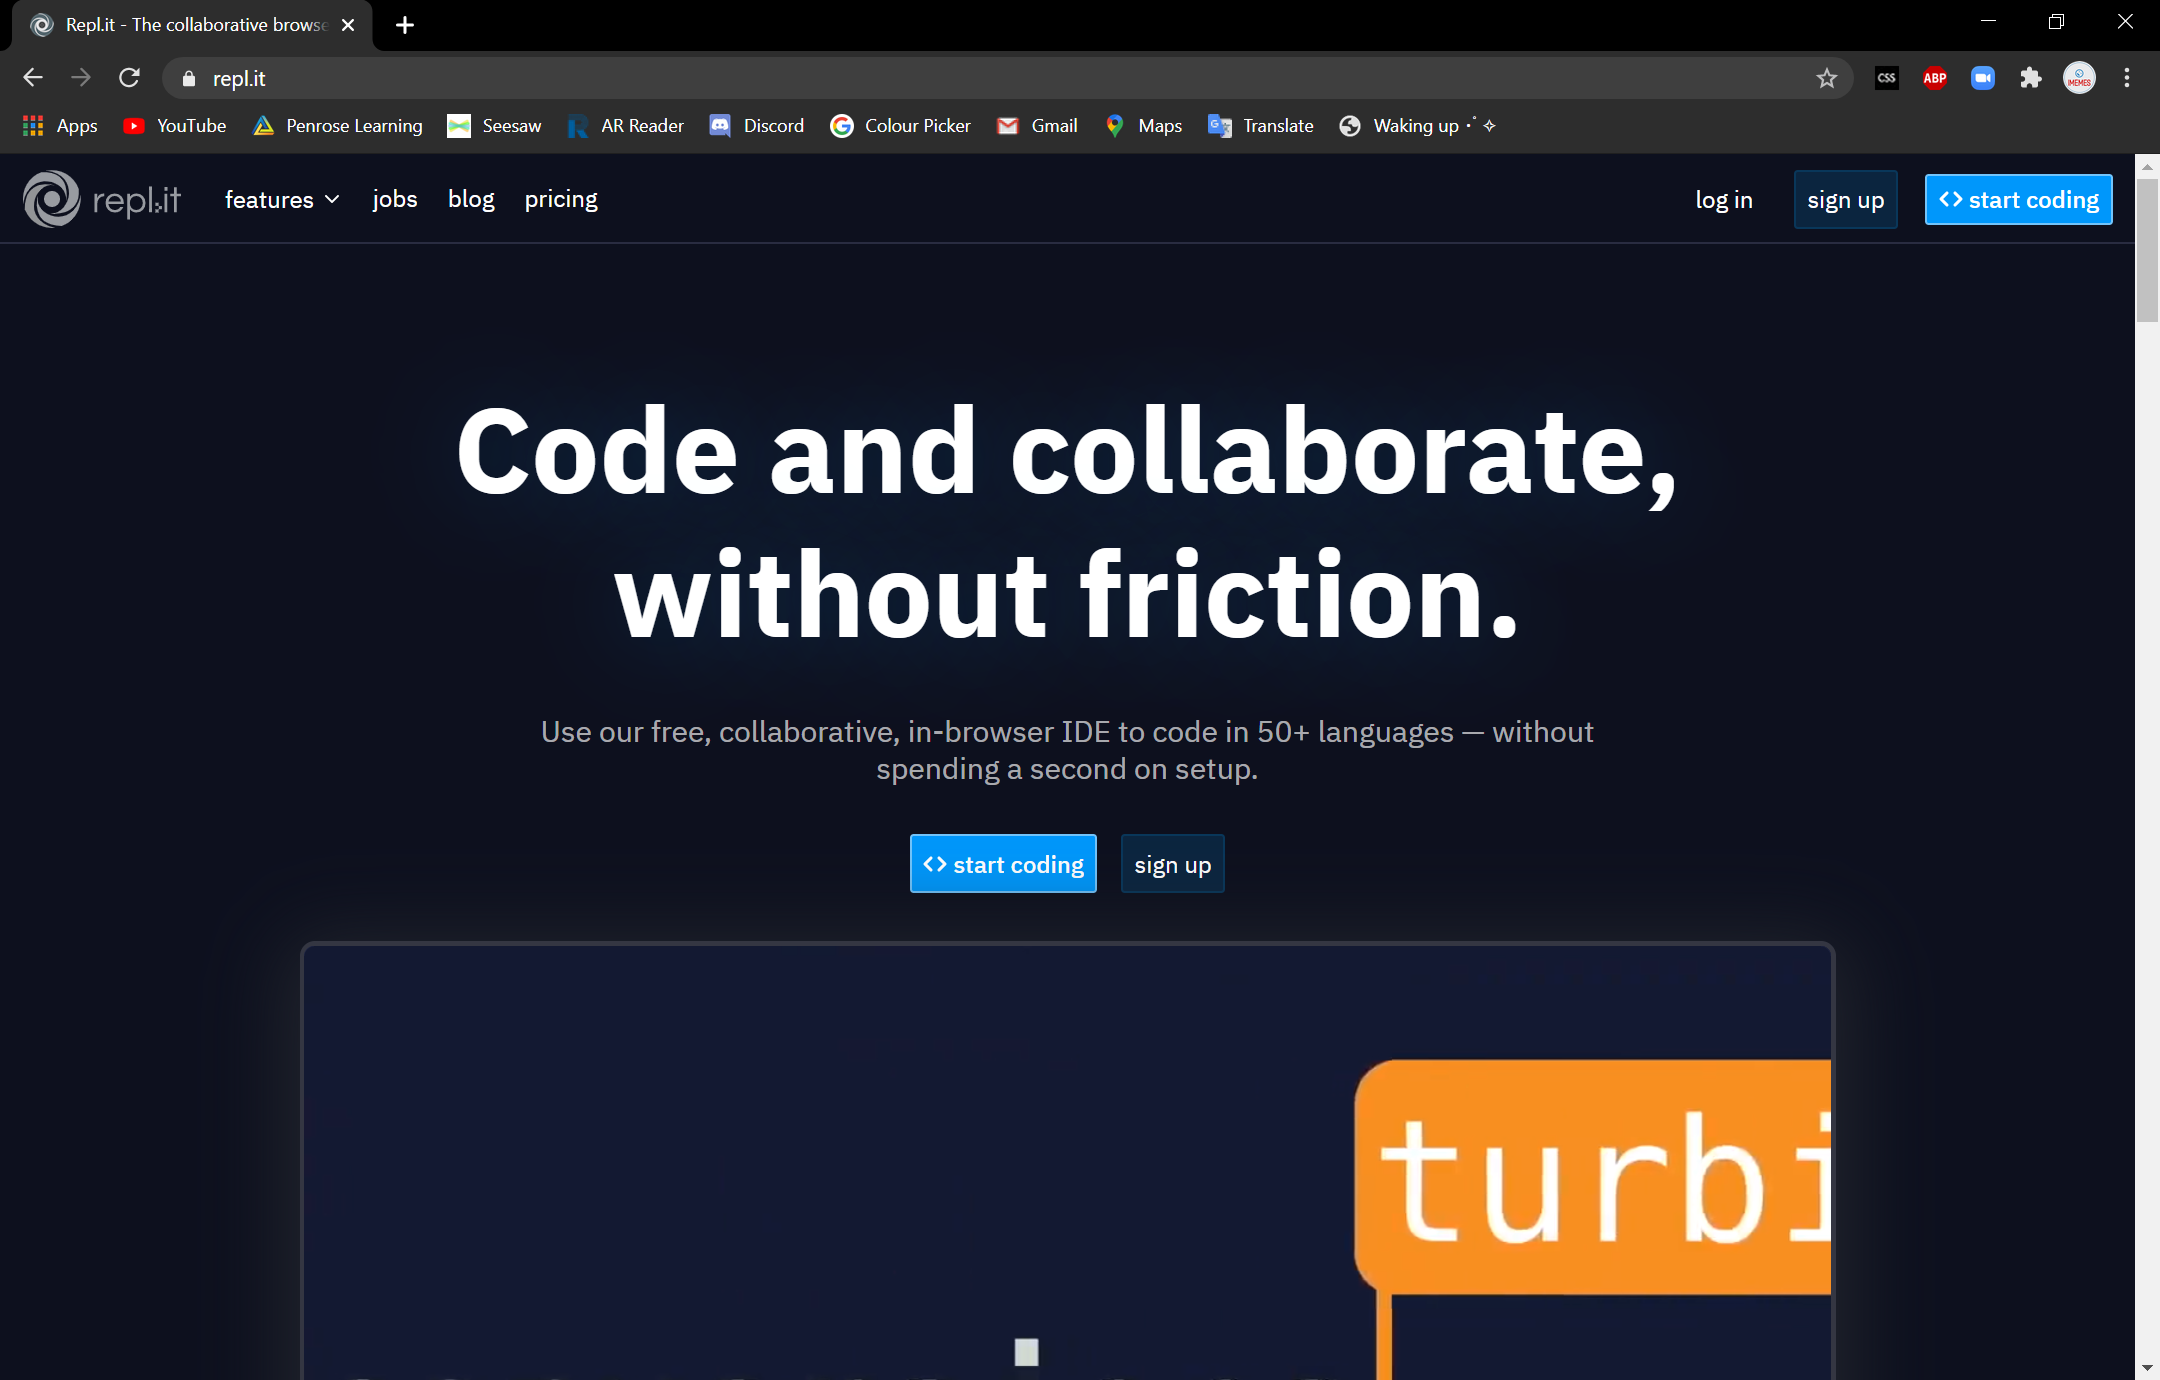 Repl.it - The collaborative browse
repl.it
CSS
ABP
IMEMES
Apps
YouTube
Penrose Learning
Seesaw
AR Reader
Discord
Colour Picker
Gmail
Maps
Translate
Waking up ⋆˚ ✧
repl.it
features
jobs
blog
pricing
log in
sign up
<> start coding
Code and collaborate,
without friction.
Use our free, collaborative, in-browser IDE to code in 50+ languages — without
spending a second on setup.
<> start coding
sign up
turbi